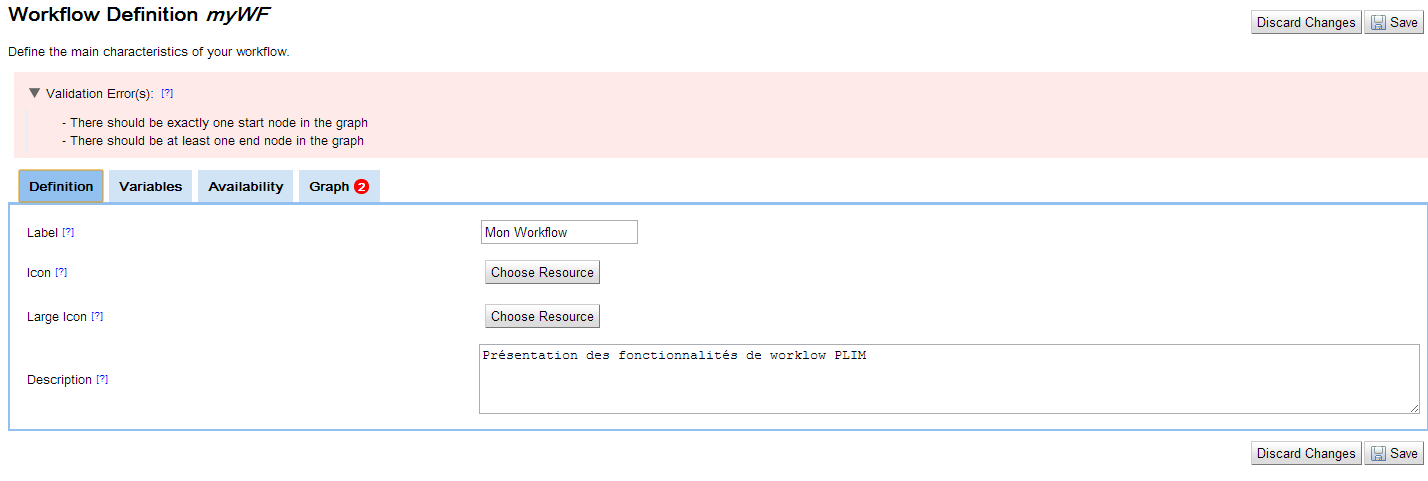 Workflow Definition myWF
Discard Changes Save
Define the main characteristics of your workflow.
Validation Error(s): [?]
- There should be exactly one start node in the graph
- There should be at least one end node in the graph
Definition Variables Availability Graph 2
Label [?] Mon Workflow
Icon [?] Choose Resource
Large Icon [?] Choose Resource
Description [?] Présentation des fonctionnalités de worklow PLIM
Discard Changes Save